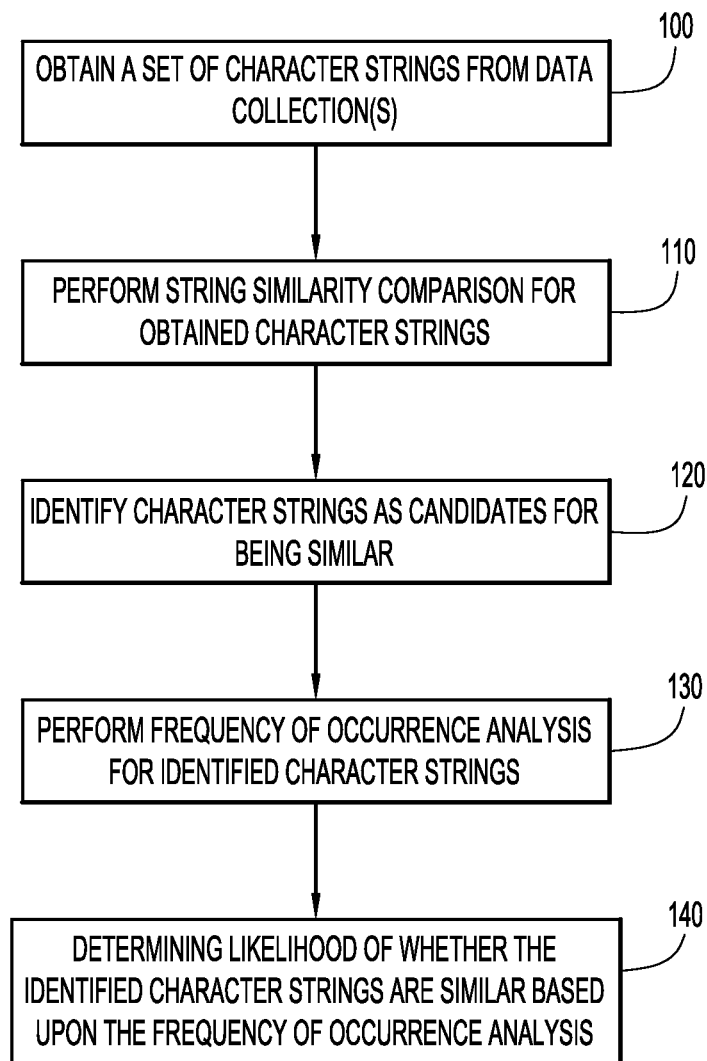 100
OBTAIN A SET OF CHARACTER STRINGS FROM DATA
COLLECTION(S)
110
PERFORM STRING SIMILARITY COMPARISON FOR
OBTAINED CHARACTER STRINGS
120
IDENTIFY CHARACTER STRINGS AS CANDIDATES FOR
BEING SIMILAR
130
PERFORM FREQUENCY OF OCCURRENCE ANALYSIS
FOR IDENTIFIED CHARACTER STRINGS
140
DETERMINING LIKELIHOOD OF WHETHER THE
IDENTIFIED CHARACTER STRINGS ARE SIMILAR BASED
UPON THE FREQUENCY OF OCCURRENCE ANALYSIS